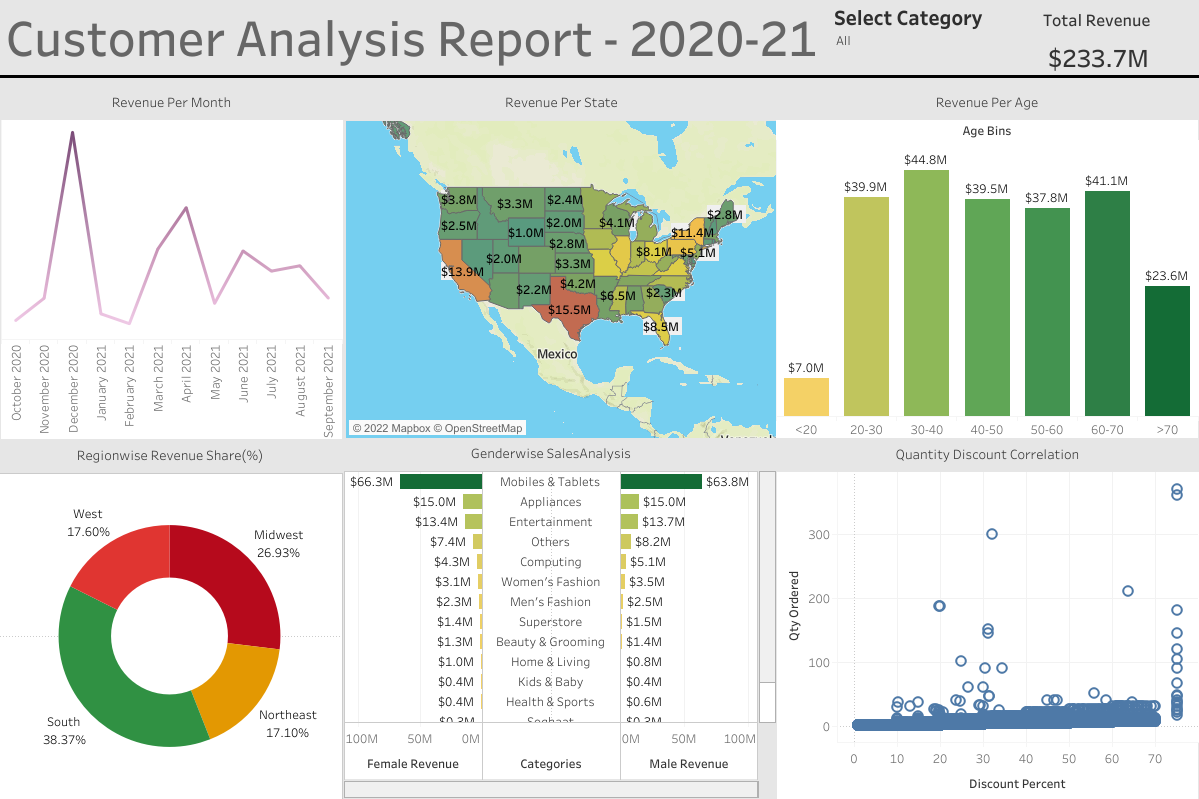 Customer Analysis Report - 2020-21
Select Category
All
Total Revenue
$233.7M
Revenue Per Month
October 2020
November 2020
December 2020
January 2021
February 2021
March 2021
April 2021
May 2021
June 2021
July 2021
August 2021
September 2021
Revenue Per State
$3.8M
$3.3M
$2.4M
$2.8M
$2.5M
$1.0M
$2.0M
$4.1M
$11.4M
$2.0M
$2.8M
$8.1M
$5.1M
$13.9M
$3.3M
$2.2M
$4.2M
$6.5M
$2.3M
$15.5M
$8.5M
Mexico
© 2022 Mapbox © OpenStreetMap
Revenue Per Age
Age Bins
$7.0M
$39.9M
$44.8M
$39.5M
$37.8M
$41.1M
$23.6M
<20
20-30
30-40
40-50
50-60
60-70
>70
Regionwise Revenue Share(%)
West
17.60%
Midwest
26.93%
South
38.37%
Northeast
17.10%
Genderwise SalesAnalysis
$66.3M Mobiles & Tablets $63.8M
$15.0M Appliances $15.0M
$13.4M Entertainment $13.7M
$7.4M Others $8.2M
$4.3M Computing $5.1M
$3.1M Women's Fashion $3.5M
$2.3M Men's Fashion $2.5M
$1.4M Superstore $1.5M
$1.3M Beauty & Grooming $1.4M
$1.0M Home & Living $0.8M
$0.4M Kids & Baby $0.4M
$0.4M Health & Sports $0.6M
$0.3M Soghaat $0.3M
100M 50M 0M 0M 50M 100M
Female Revenue Categories Male Revenue
Quantity Discount Correlation
Qty Ordered
300
200
100
0
0 10 20 30 40 50 60 70
Discount Percent